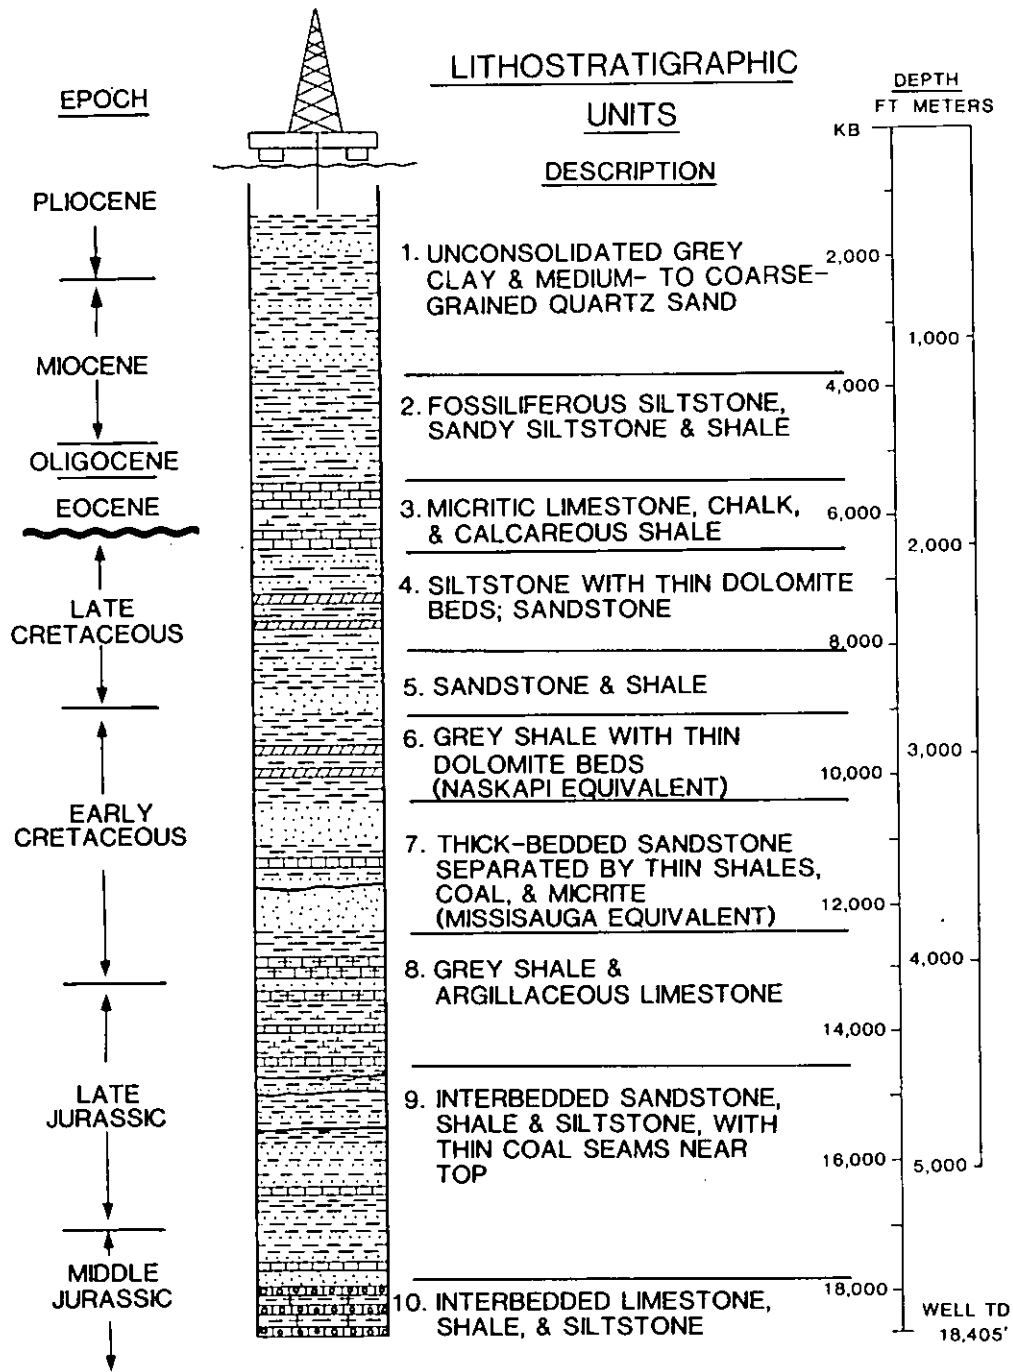 EPOCH
PLIOCENE
MIOCENE
OLIGOCENE
EOCENE
LATE
CRETACEOUS
EARLY
CRETACEOUS
LATE
JURASSIC
MIDDLE
JURASSIC
LITHOSTRATIGRAPHIC
UNITS
DESCRIPTION
1. UNCONSOLIDATED GREY
CLAY & MEDIUM- TO COARSE-
GRAINED QUARTZ SAND
2. FOSSILIFEROUS SILTSTONE,
SANDY SILTSTONE & SHALE
3. MICRITIC LIMESTONE, CHALK,
& CALCAREOUS SHALE
4. SILTSTONE WITH THIN DOLOMITE
BEDS; SANDSTONE
5. SANDSTONE & SHALE
6. GREY SHALE WITH THIN
DOLOMITE BEDS
(NASKAPI EQUIVALENT)
7. THICK-BEDDED SANDSTONE
SEPARATED BY THIN SHALES,
COAL, & MICRITE
(MISSISAUGA EQUIVALENT)
8. GREY SHALE &
ARGILLACEOUS LIMESTONE
9. INTERBEDDED SANDSTONE,
SHALE & SILTSTONE, WITH
THIN COAL SEAMS NEAR
TOP
10. INTERBEDDED LIMESTONE,
SHALE, & SILTSTONE
DEPTH
FT METERS
KB
2,000
1,000
4,000
6,000
2,000
8,000
3,000
10,000
12,000
4,000
14,000
16,000
5,000
18,000
WELL TD
18,405'